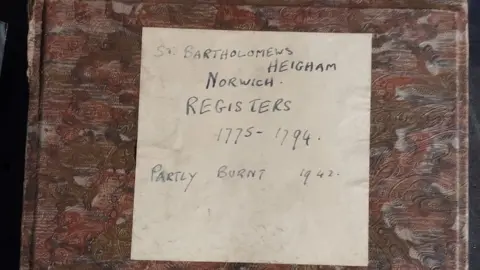 St BARTHOLOMEWS
HEIGHAM
NORWICH.
REGISTERS
1775-1794.
PARTLY BURNT 1942.